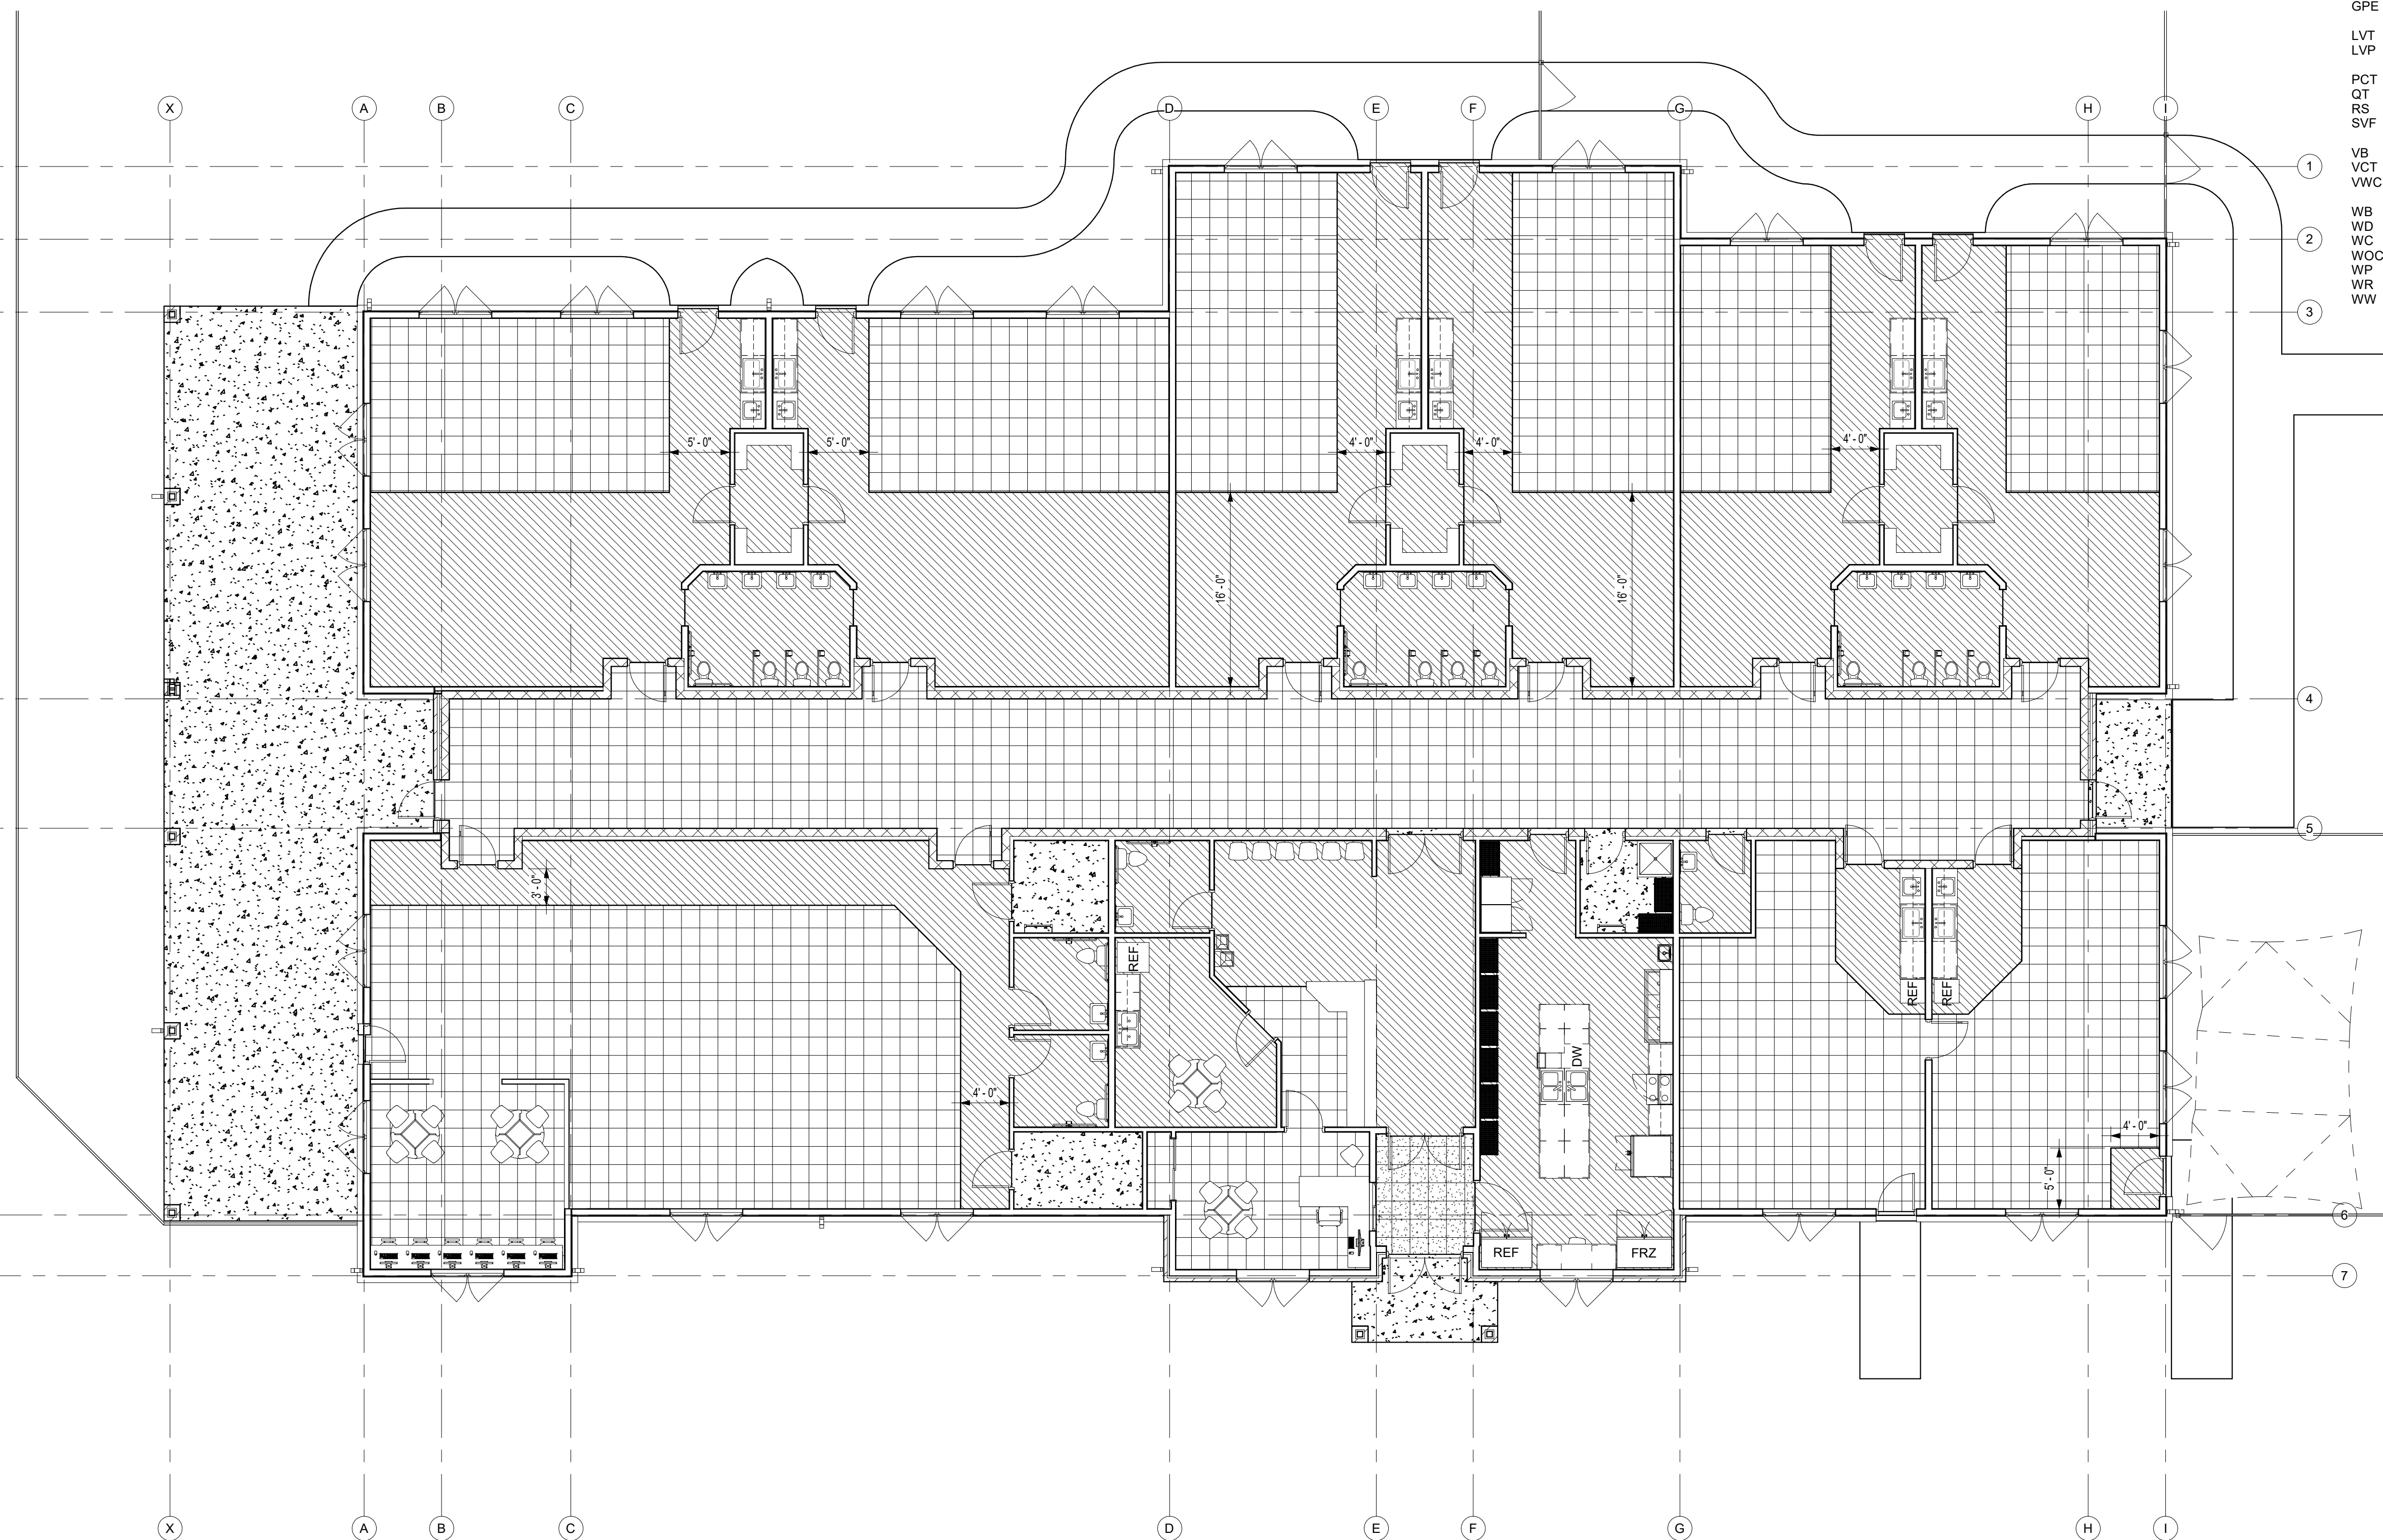 GPE
LVT
LVP
PCT
QT
RS
SVF
VB
VCT
VWC
WB
WD
WC
WOC
WP
WR
WW
X A B C D E F G H I
1
2
3
5' - 0" 5' - 0" 4' - 0" 4' - 0" 4' - 0"
16' - 0" 16' - 0"
4
5
3' - 0"
REF
REF REF
DW
4' - 0"
4' - 0"
5' - 0"
6
REF FRZ
7
X A B C D E F G H I